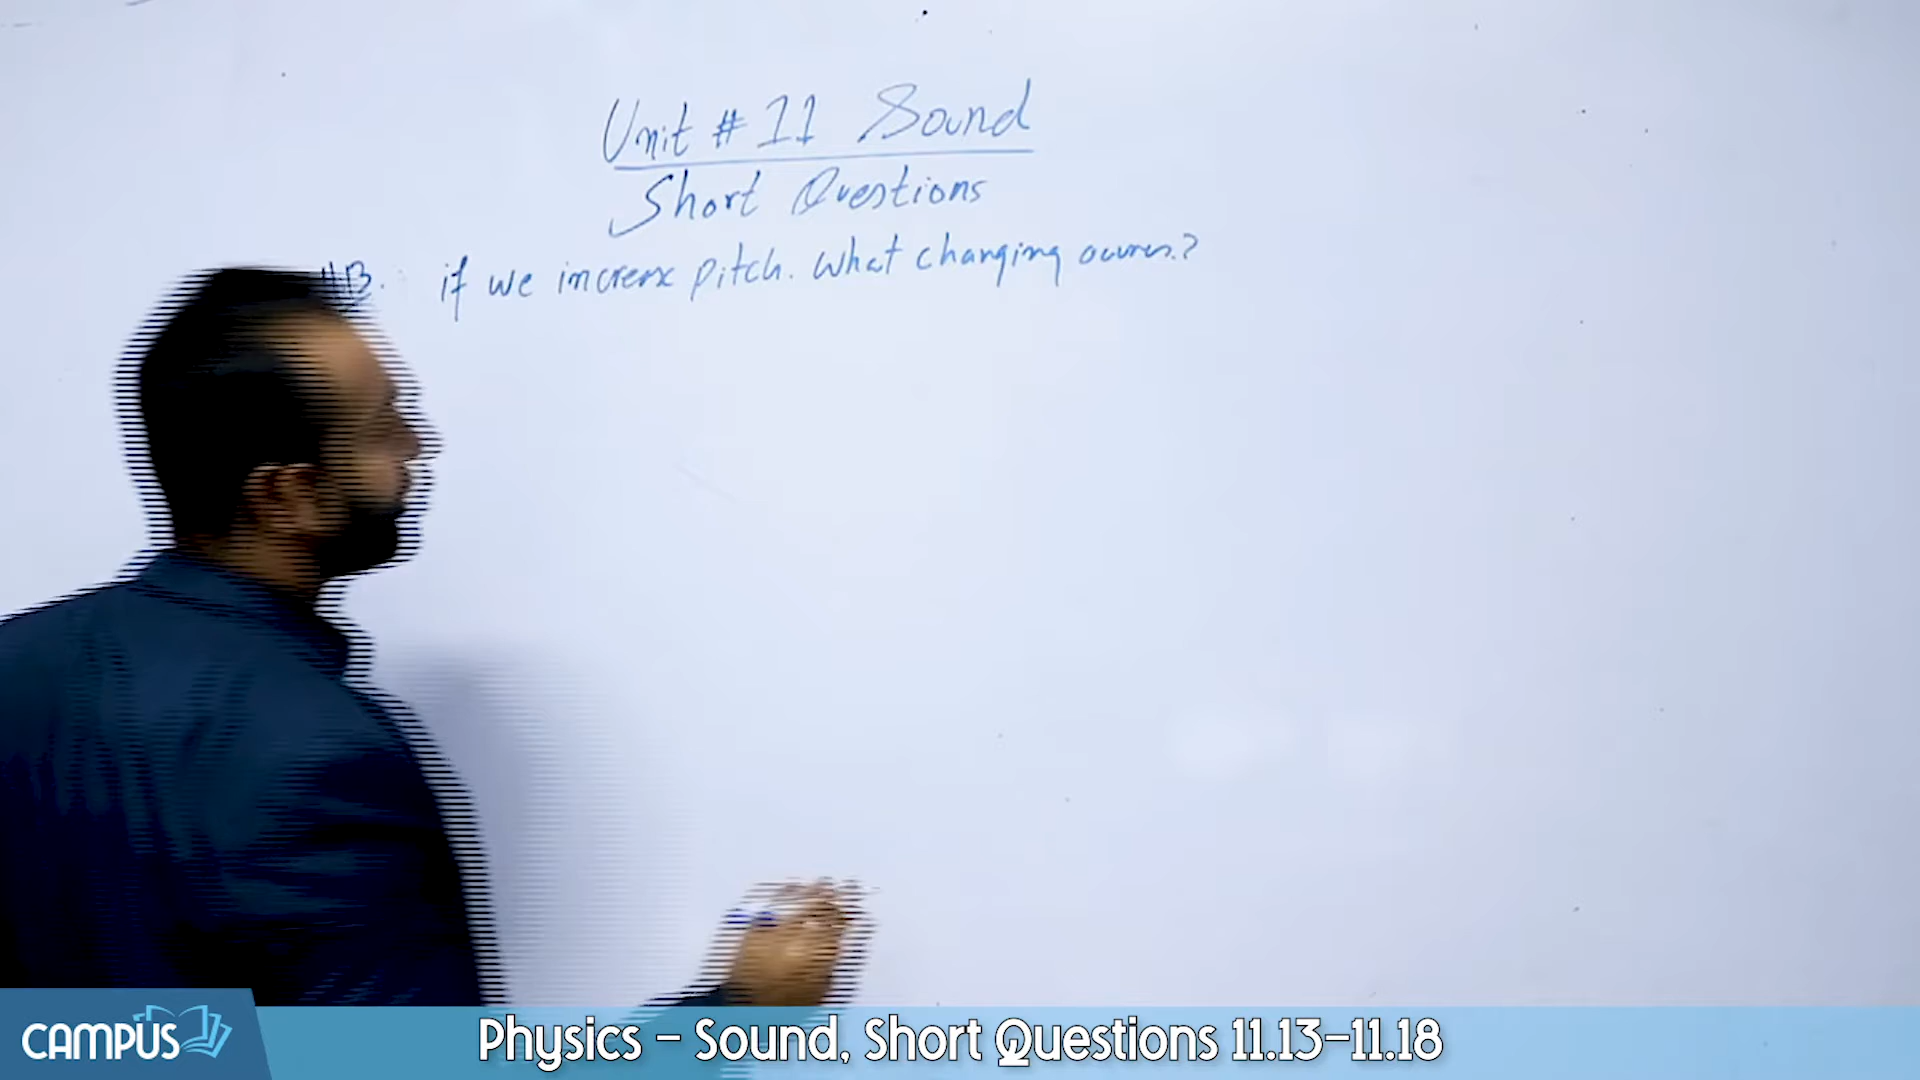 Unit # 11 Sound
Short Questions
#13. if we increase pitch. What changing occures.?
CAMPUS
Physics – Sound, Short Questions 11.13–11.18